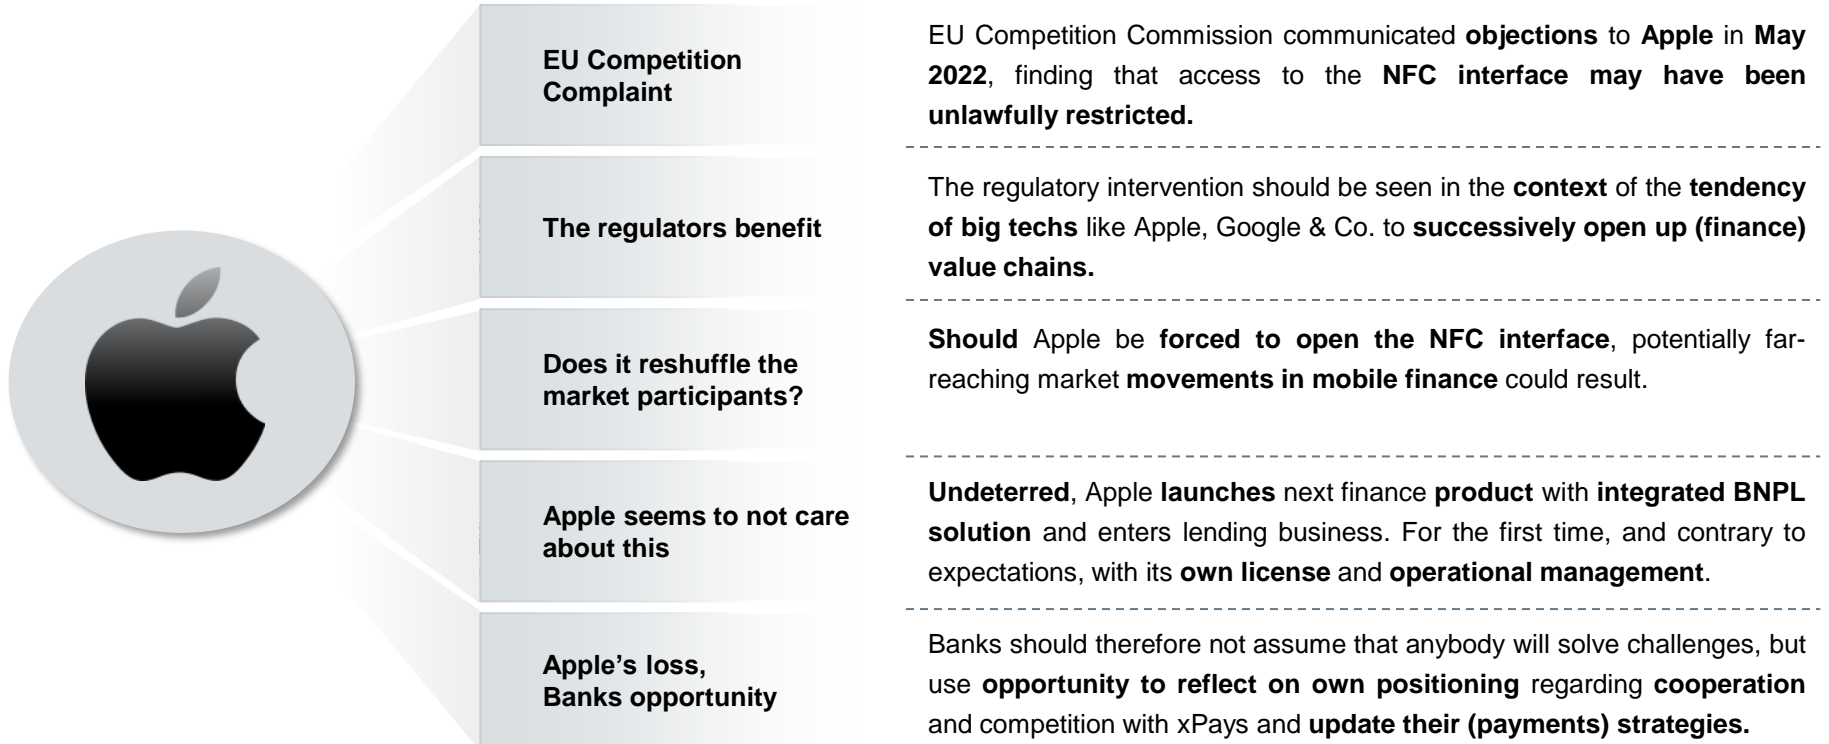 EU Competition
Complaint
EU Competition Commission communicated objections to Apple in May
2022, finding that access to the NFC interface may have been
unlawfully restricted.
The regulators benefit
The regulatory intervention should be seen in the context of the tendency
of big techs like Apple, Google & Co. to successively open up (finance)
value chains.
Does it reshuffle the
market participants?
Should Apple be forced to open the NFC interface, potentially far-
reaching market movements in mobile finance could result.
Apple seems to not care
about this
Undeterred, Apple launches next finance product with integrated BNPL
solution and enters lending business. For the first time, and contrary to
expectations, with its own license and operational management.
Apple’s loss,
Banks opportunity
Banks should therefore not assume that anybody will solve challenges, but
use opportunity to reflect on own positioning regarding cooperation
and competition with xPays and update their (payments) strategies.